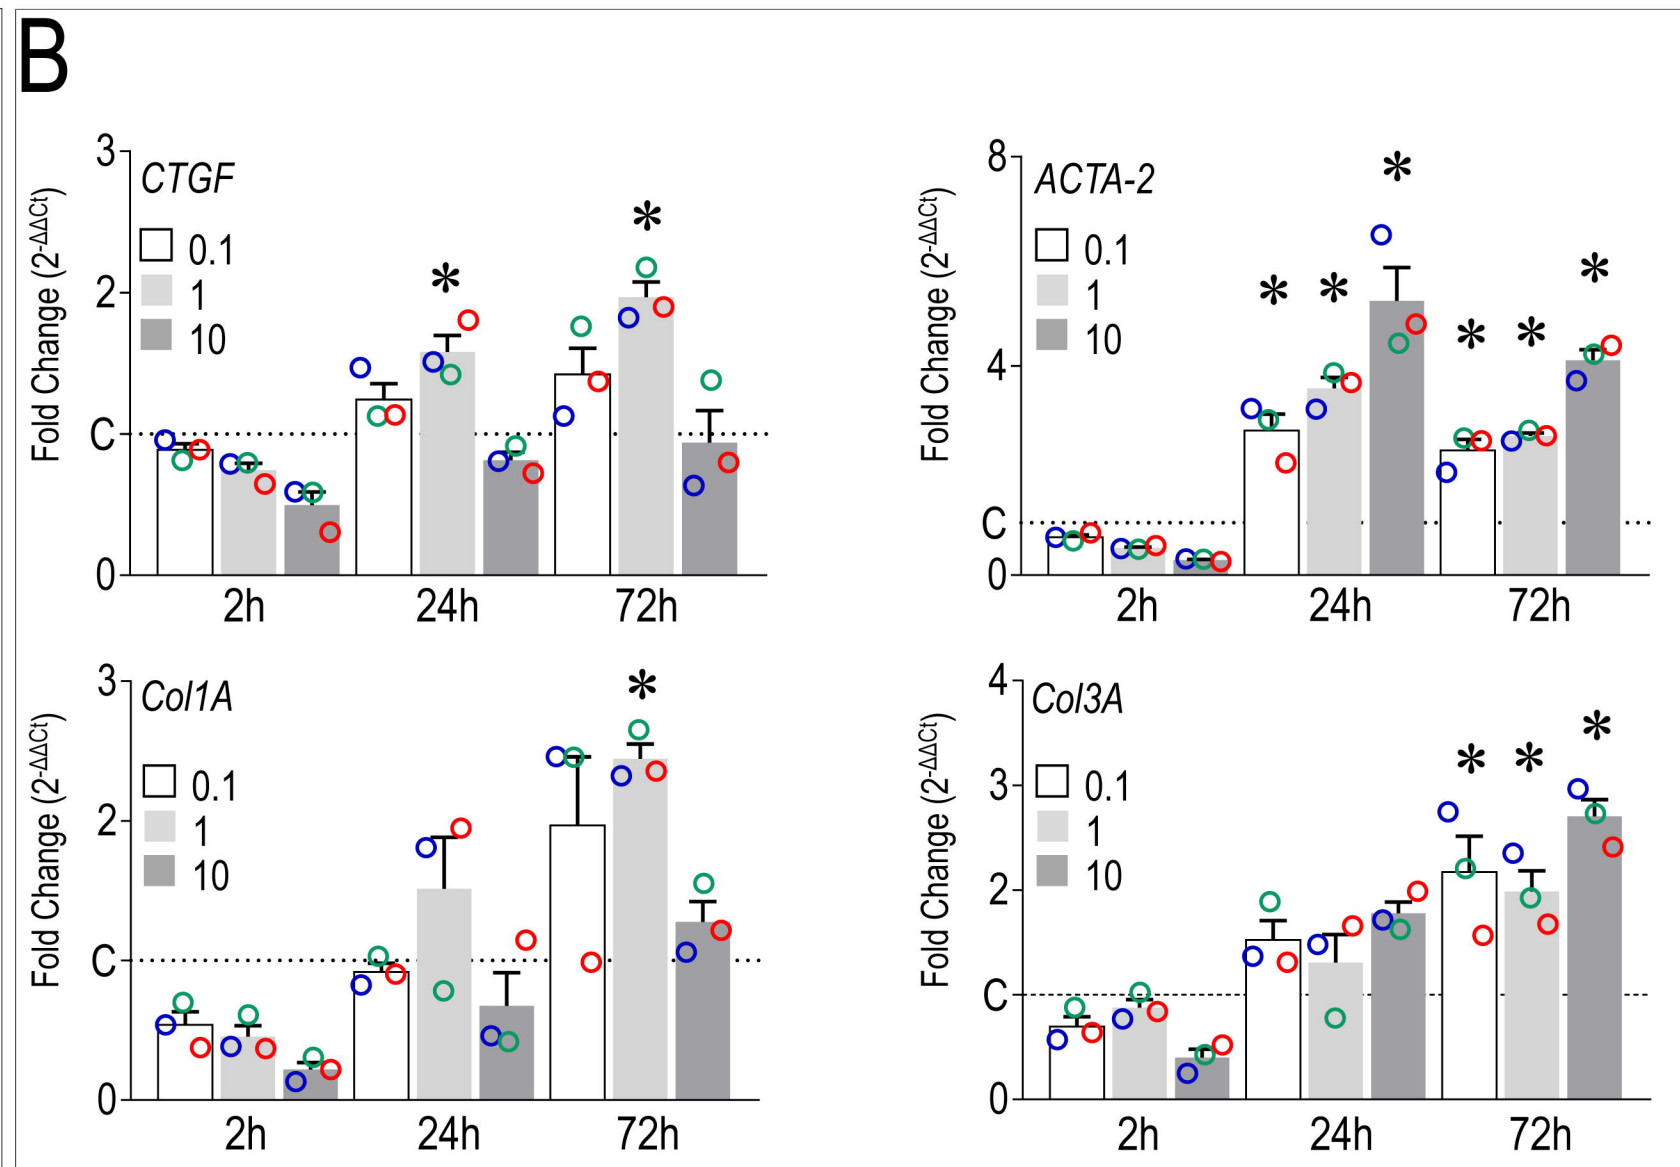 B
3
CTGF
0.1
1
10
2
C
0
Fold Change (2-ΔΔCt)
*
*
2h
24h
72h
8
ACTA-2
0.1
1
10
4
C
0
Fold Change (2-ΔΔCt)
*
*
*
*
*
*
2h
24h
72h
3
Col1A
0.1
1
10
2
C
0
Fold Change (2-ΔΔCt)
*
2h
24h
72h
4
Col3A
0.1
1
10
3
2
C
0
Fold Change (2-ΔΔCt)
*
*
*
2h
24h
72h